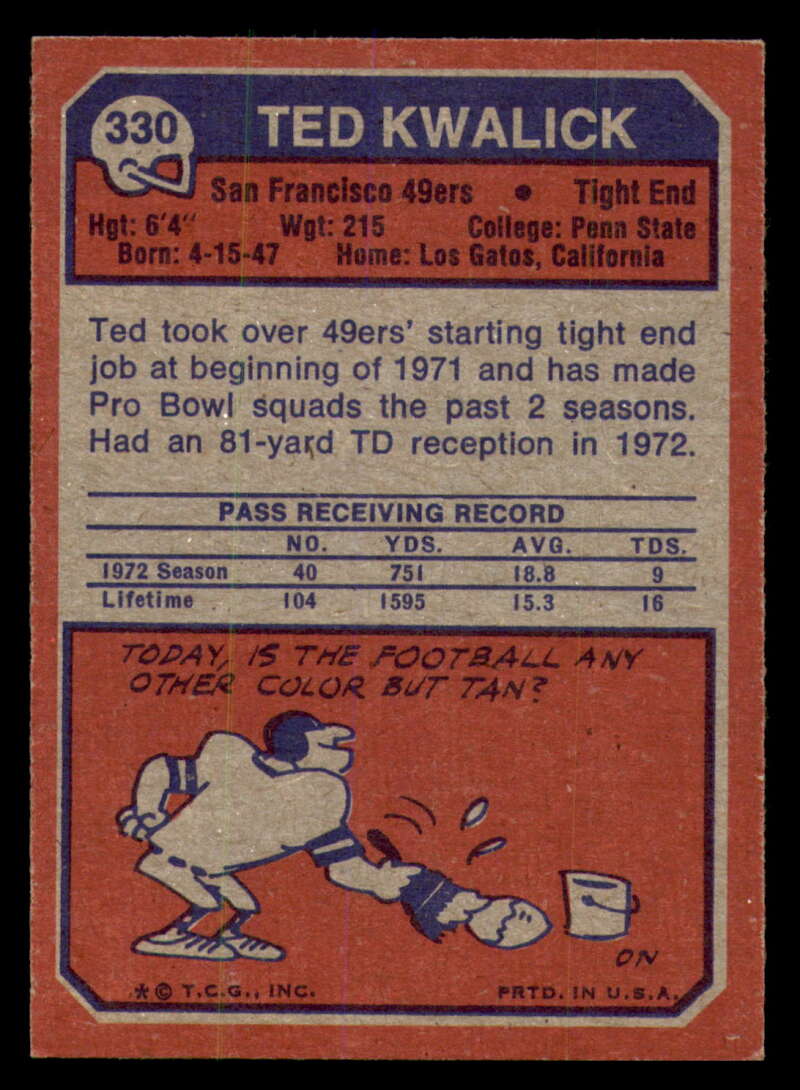 330
TED KWALICK
San Francisco 49ers • Tight End
Hgt: 6'4" Wgt: 215 College: Penn State
Born: 4-15-47 Home: Los Gatos, California
Ted took over 49ers' starting tight end
job at beginning of 1971 and has made
Pro Bowl squads the past 2 seasons.
Had an 81-yard TD reception in 1972.
PASS RECEIVING RECORD
NO. YDS. AVG. TDS.
1972 Season 40 751 18.8 9
Lifetime 104 1595 15.3 16
TODAY, IS THE FOOTBALL ANY
OTHER COLOR BUT TAN?
ON
* © T.C.G., INC. PRTD. IN U.S.A.